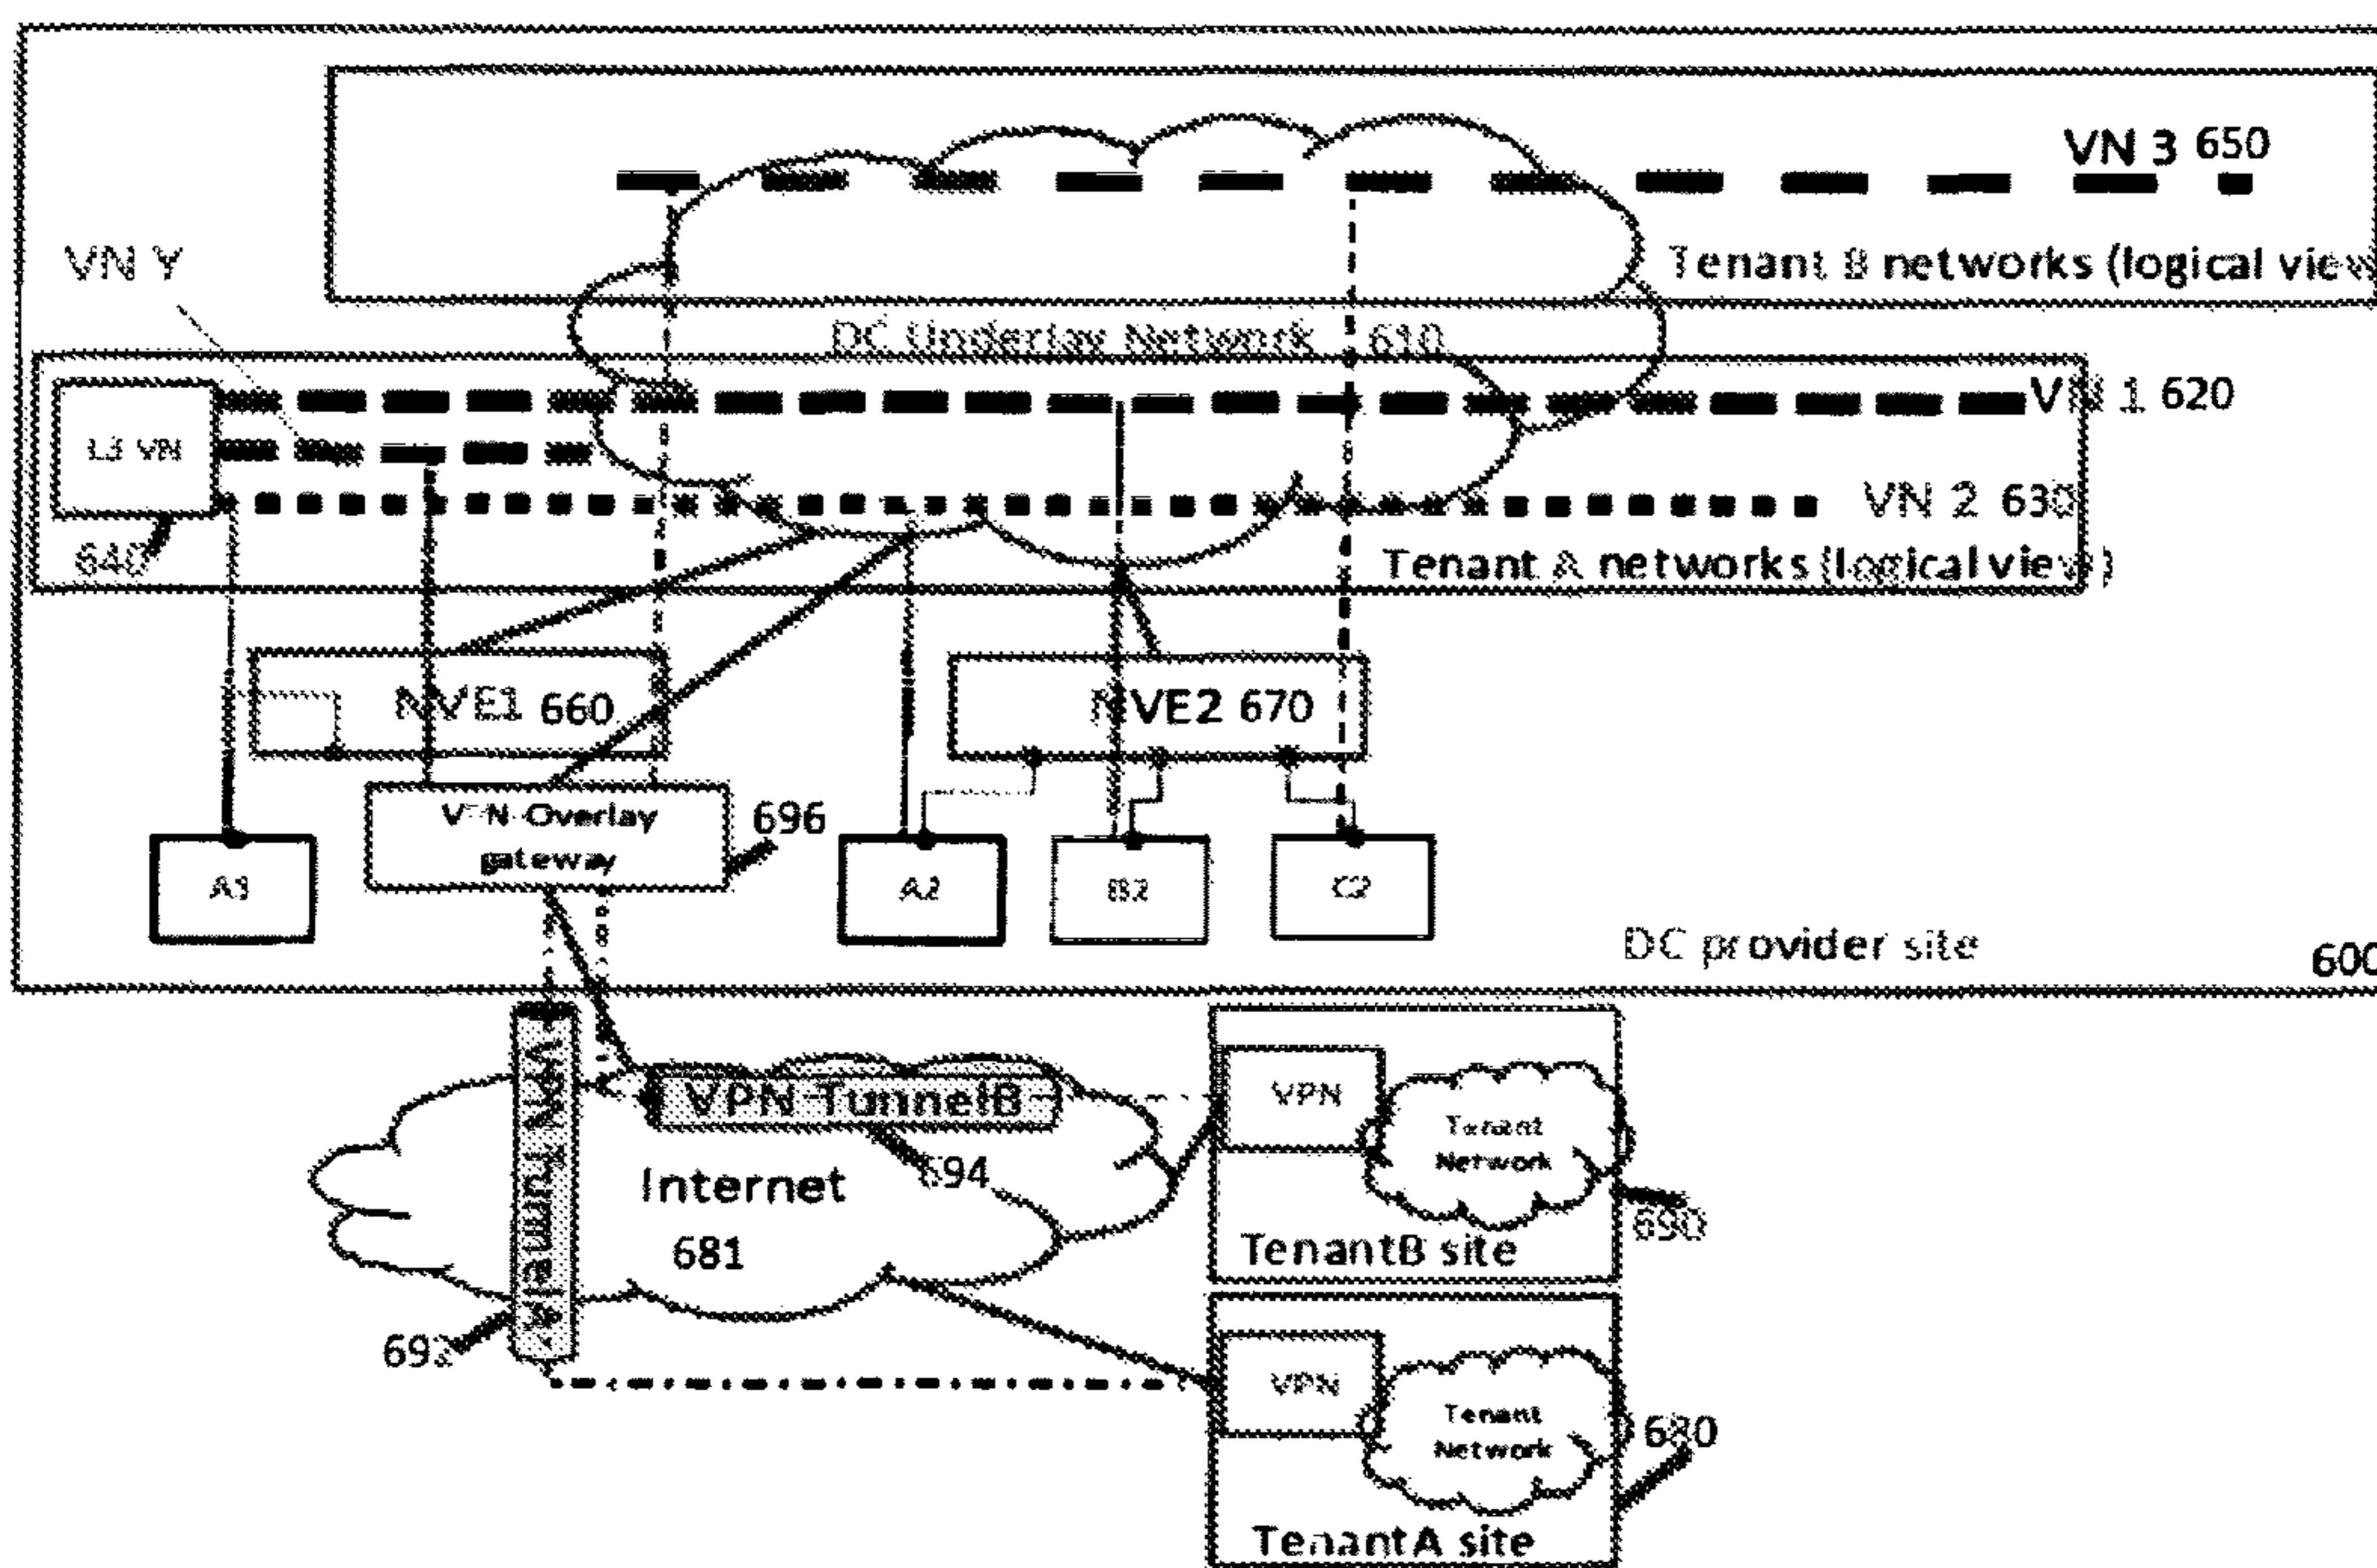 VN 3 650
VN Y
Tenant B networks (logical view
DC Underlay Network 610
VN 1 620
L3 VN
VN 2 630
640
Tenant A networks (logical view)
NVE1 660
NVE2 670
VPN-Overlay
gateway
696
A1
A2
B2
C2
DC provider site
600
VPN TunnelB
694
Internet
681
692
VPN
Tenant
Network
690
TenantB site
VPN
Tenant
Network
680
TenantA site